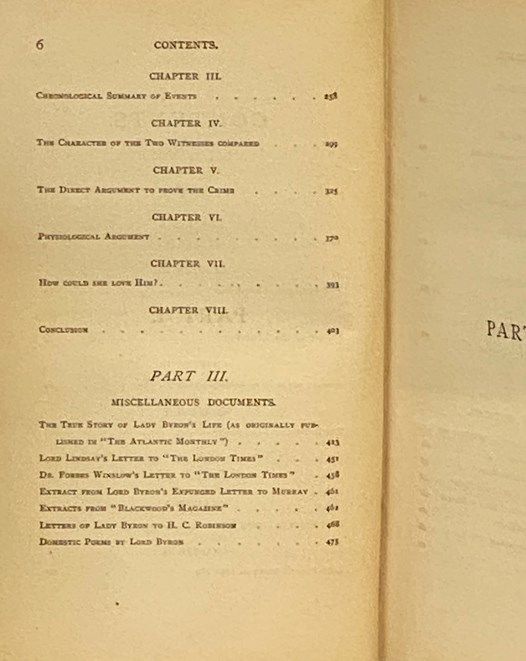 6 CONTENTS.
CHAPTER III.
Chronological Summary of Events . . . . . . 258
CHAPTER IV.
The Character of the Two Witnesses compared . . . 299
CHAPTER V.
The Direct Argument to prove the Crime . . . . 325
CHAPTER VI.
Physiological Argument . . . . . . . . . 370
CHAPTER VII.
How could she love Him? . . . . . . . . . 393
CHAPTER VIII.
Conclusion . . . . . . . . . . . . 403
PART III.
MISCELLANEOUS DOCUMENTS.
The True Story of Lady Byron's Life (as originally pub-
lished in "The Atlantic Monthly") . . . . . 413
Lord Lindsay's Letter to "The London Times" . . . 451
Dr. Forbes Winslow's Letter to "The London Times" . 458
Extract from Lord Byron's Expunged Letter to Murray . 461
Extracts from "Blackwood's Magazine" . . . . . 462
Letters of Lady Byron to H. C. Robinson . . . . 468
Domestic Poems by Lord Byron . . . . . . . 475
PART